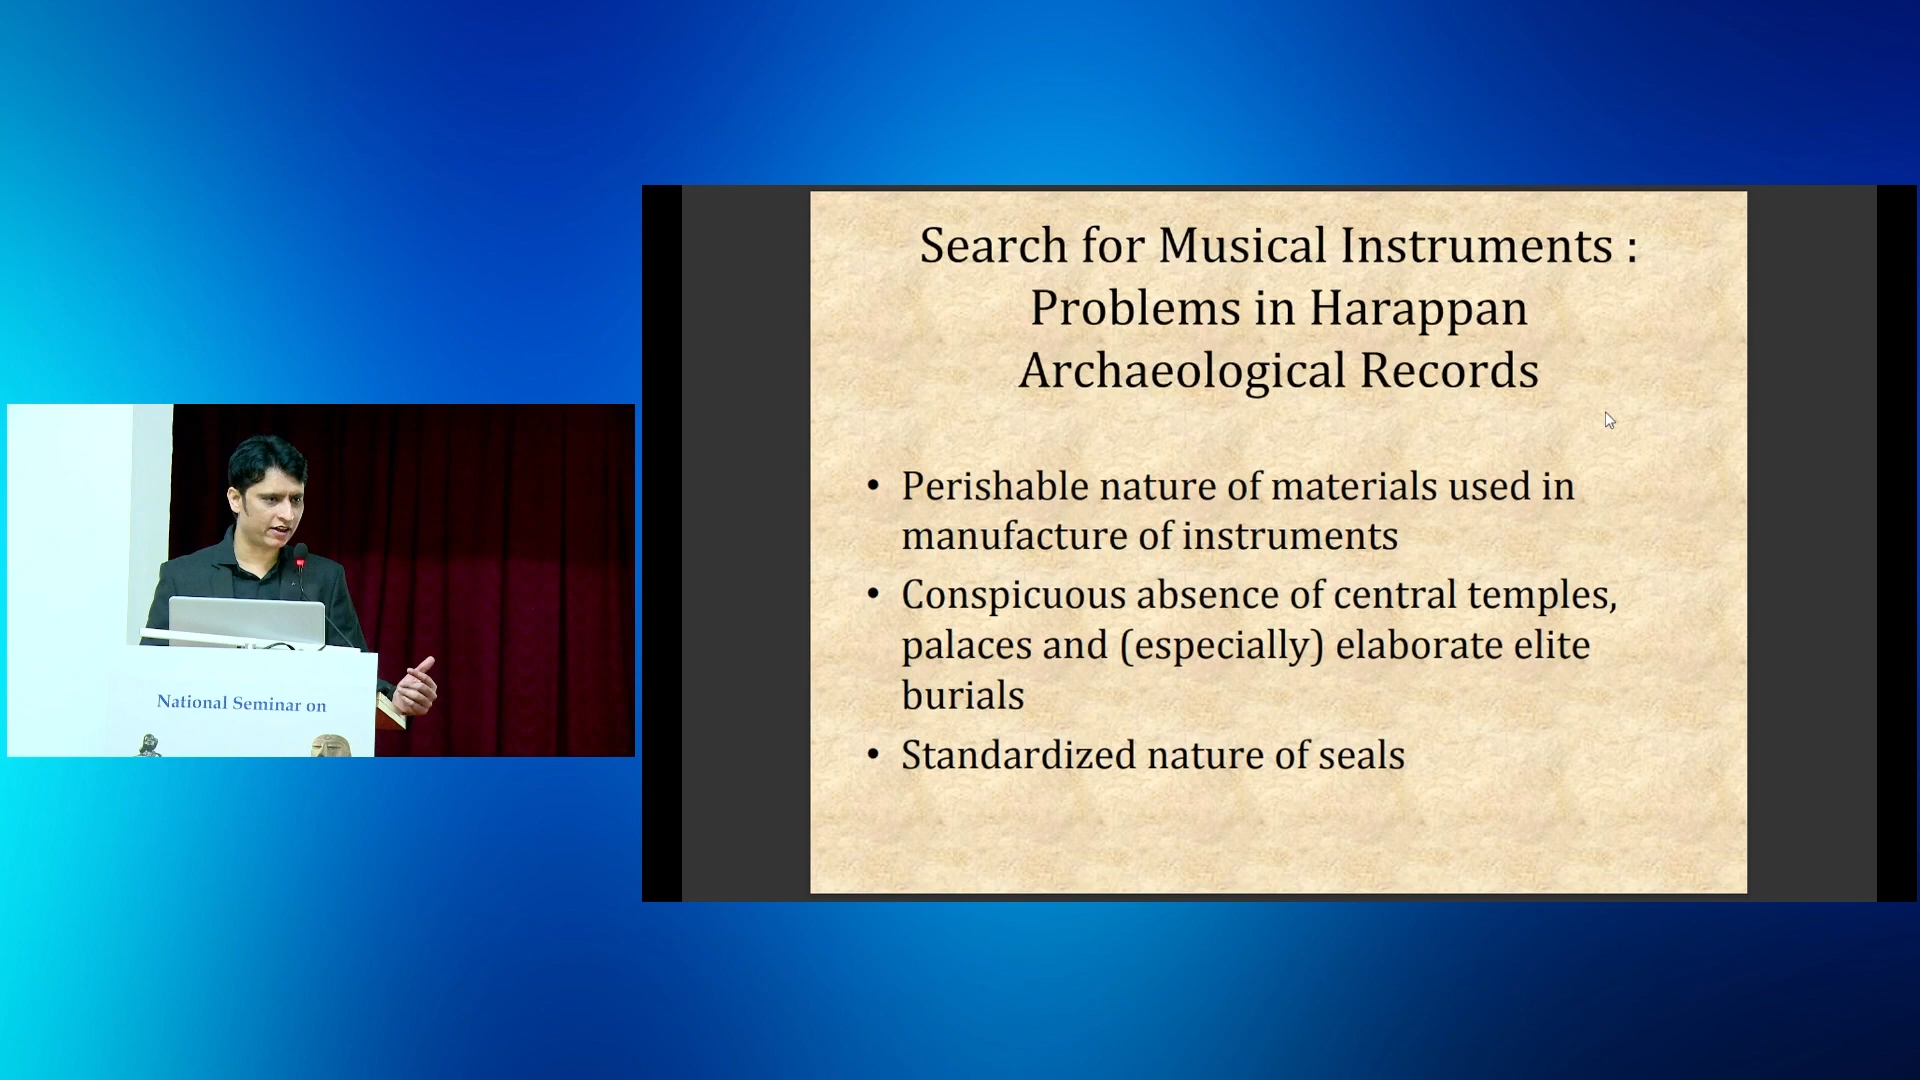 Search for Musical Instruments :
Problems in Harappan
Archaeological Records
• Perishable nature of materials used in
manufacture of instruments
• Conspicuous absence of central temples,
palaces and (especially) elaborate elite
burials
• Standardized nature of seals
National Seminar on